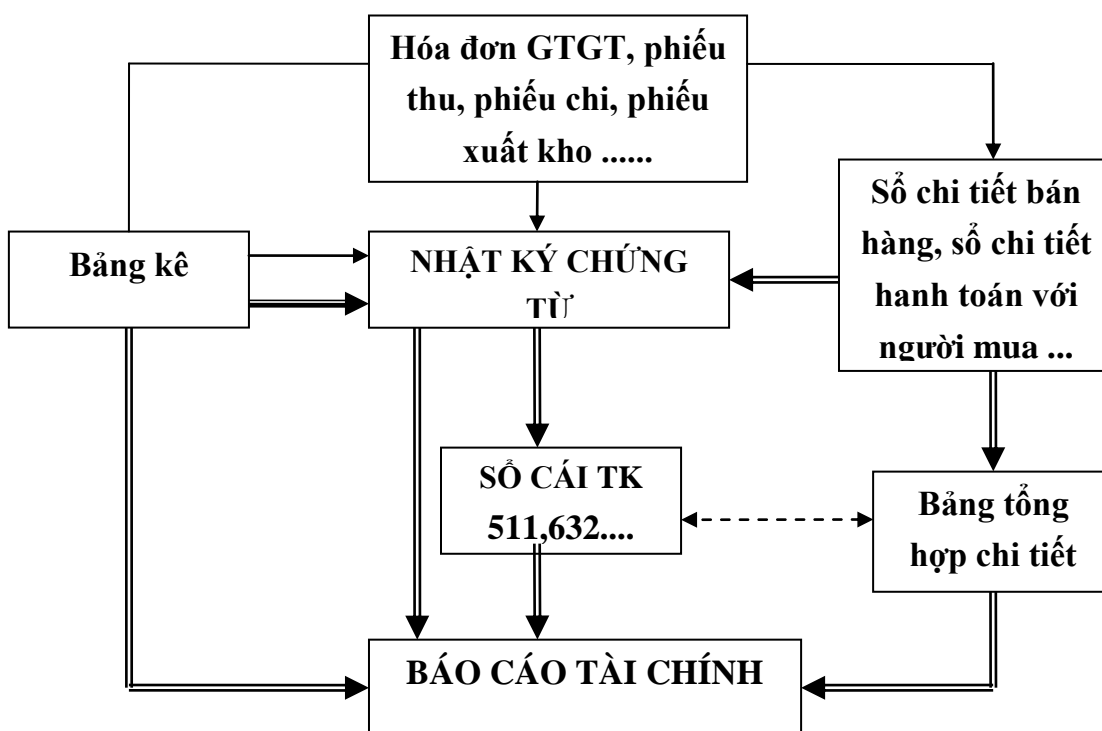 Hóa đơn GTGT, phiếu
thu, phiếu chi, phiếu
xuất kho ......
Sổ chi tiết bán
hàng, sổ chi tiết
hanh toán với
người mua ...
Bảng kê
NHẬT KÝ CHỨNG
TỪ
SỔ CÁI TK
511,632....
Bảng tổng
hợp chi tiết
BÁO CÁO TÀI CHÍNH